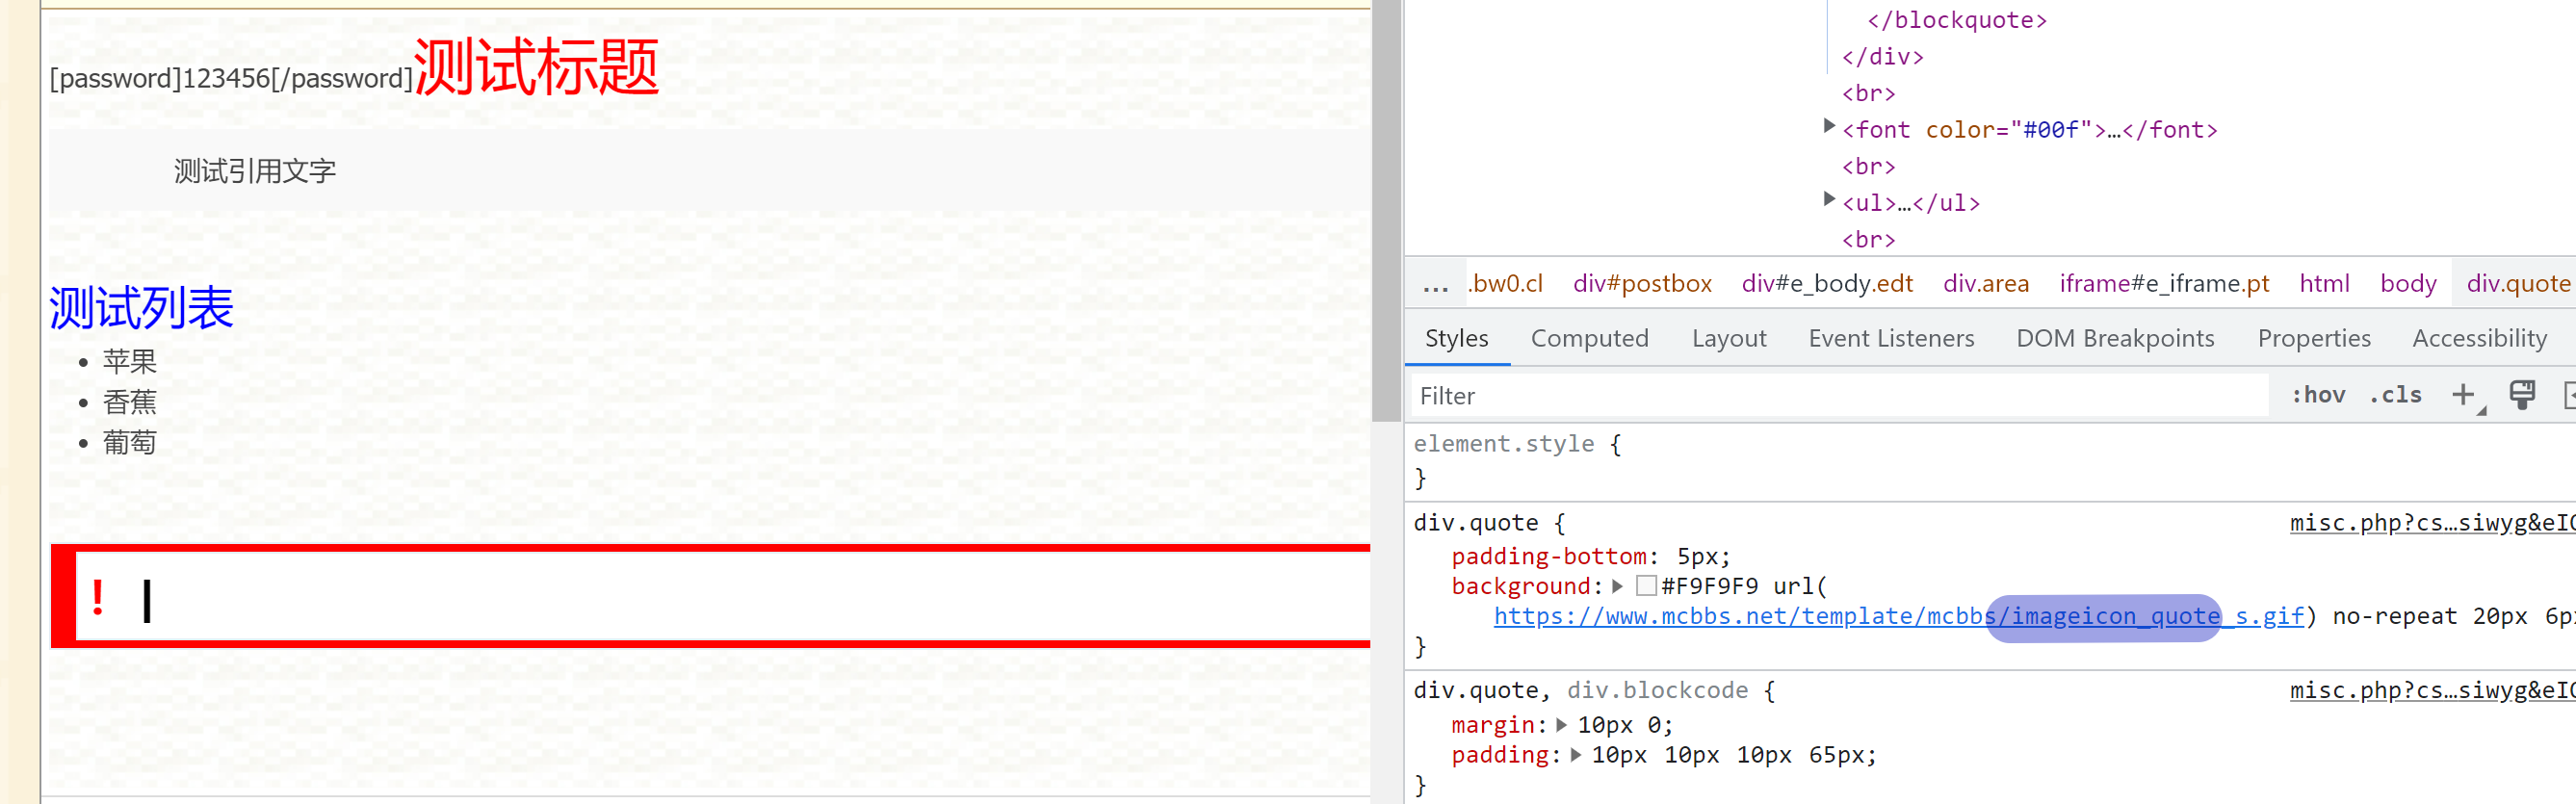 [password]123456[/password]测试标题
测试引用文字
测试列表
• 苹果
• 香蕉
• 葡萄
!
</blockquote>
</div>
<br>
▶<font color="#00f">…</font>
<br>
▶<ul>…</ul>
<br>
… .bw0.cl div#postbox div#e_body.edt div.area iframe#e_iframe.pt html body div.quote
Styles Computed Layout Event Listeners DOM Breakpoints Properties Accessibility
Filter :hov .cls +
element.style {
}
div.quote { misc.php?cs…siwyg&eI
padding-bottom: 5px;
background:▶ #F9F9F9 url(
https://www.mcbbs.net/template/mcbbs/imageicon_quote_s.gif) no-repeat 20px 6p
}
div.quote, div.blockcode { misc.php?cs…siwyg&eI
margin:▶ 10px 0;
padding:▶ 10px 10px 10px 65px;
}